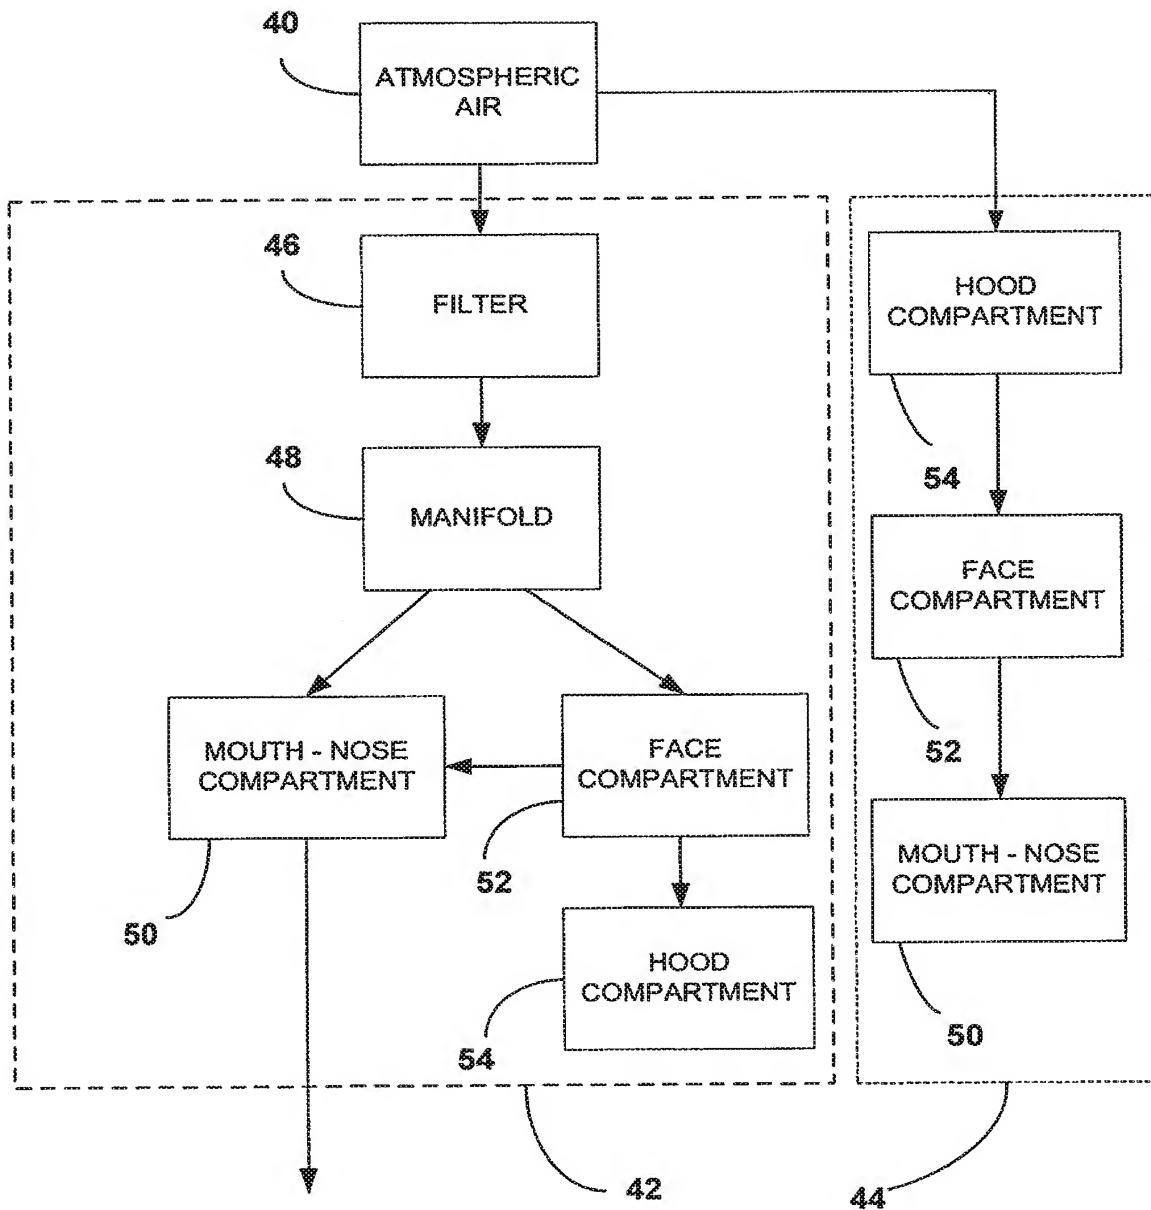 40
ATMOSPHERIC
AIR
46
FILTER
HOOD
COMPARTMENT
48
MANIFOLD
54
FACE
COMPARTMENT
MOUTH - NOSE
COMPARTMENT
FACE
COMPARTMENT
52
50
52
MOUTH - NOSE
COMPARTMENT
HOOD
COMPARTMENT
54
50
42
44